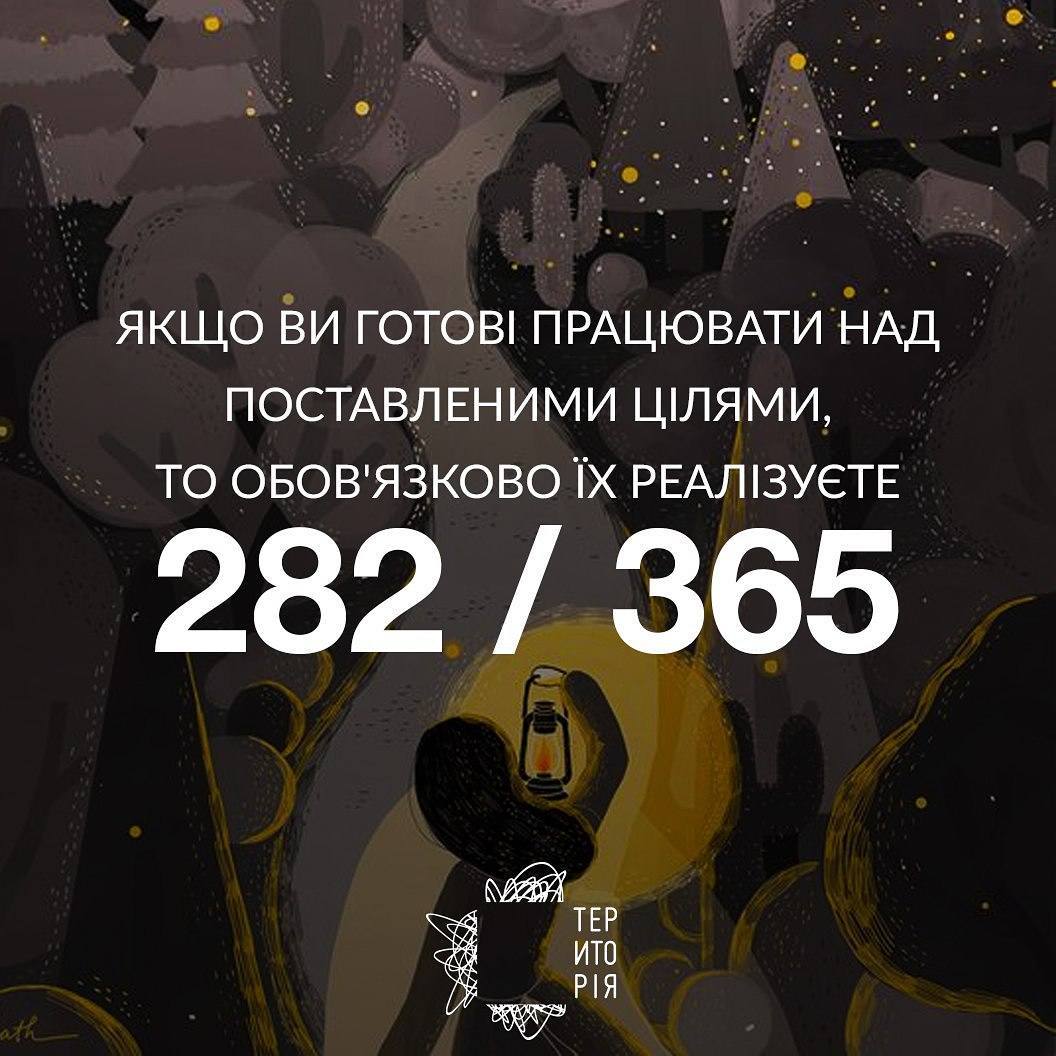 ЯКЩО ВИ ГОТОВІ ПРАЦЮВАТИ НАД
ПОСТАВЛЕНИМИ ЦІЛЯМИ,
ТО ОБОВ'ЯЗКОВО ЇХ РЕАЛІЗУЄТЕ
282 / 365
ТЕР
ИТО
РІЯ